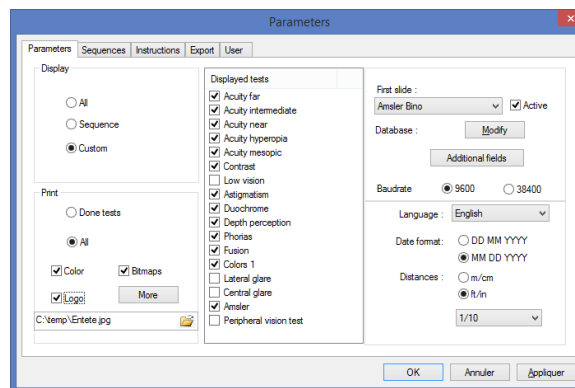 Parameters
Parameters Sequences Instructions Export User
Display
All
Sequence
Custom
Print
Done tests
All
Color Bitmaps
Logo More
C:\temp\Entete.jpg
Displayed tests
Acuity far
Acuity intermediate
Acuity near
Acuity hyperopia
Acuity mesopic
Contrast
Low vision
Astigmatism
Duochrome
Depth perception
Phorias
Fusion
Colors 1
Lateral glare
Central glare
Amsler
Peripheral vision test
First slide :
Amsler Bino Active
Database : Modify
Additional fields
Baudrate 9600 38400
Language : English
Date format: DD MM YYYY
MM DD YYYY
Distances : m/cm
ft/in
1/10
OK Annuler Appliquer